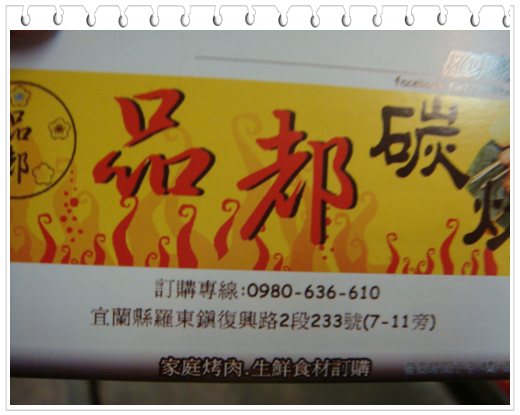 品都
品都
碳燒
訂購專線:0980-636-610
宜蘭縣羅東鎮復興路2段233號(7-11旁)
家庭烤肉.生鮮食材訂購